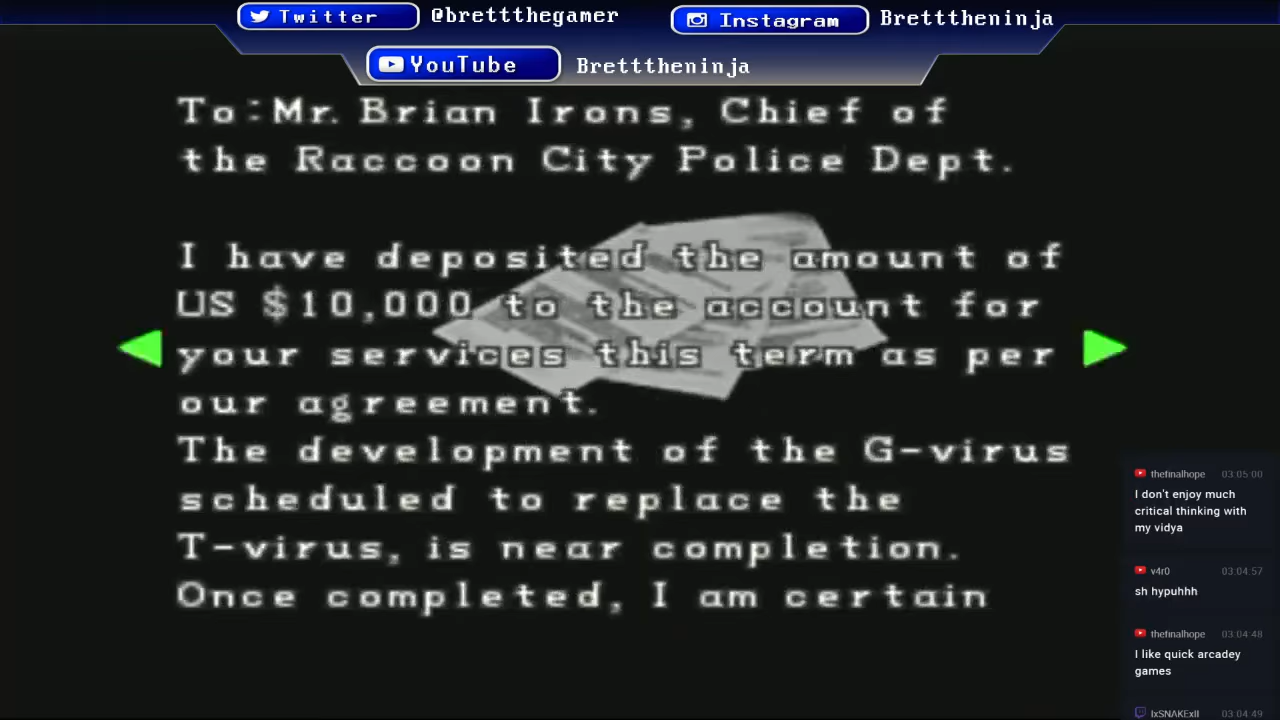 Twitter @brettthegamer Instagram Bretttheninja
YouTube Bretttheninja
To:Mr. Brian Irons, Chief of
the Raccoon City Police Dept.
I have deposited the amount of
US $10,000 to the account for
your services this term as per
our agreement.
The development of the G-virus
scheduled to replace the
T-virus, is near completion.
Once completed, I am certain
thefinalhope 03:05:00
I don't enjoy much
critical thinking with
my vidya
v4r0 03:04:57
sh hypuhhh
thefinalhope 03:04:48
I like quick arcadey
games
IxSNAKExII 03:04:49